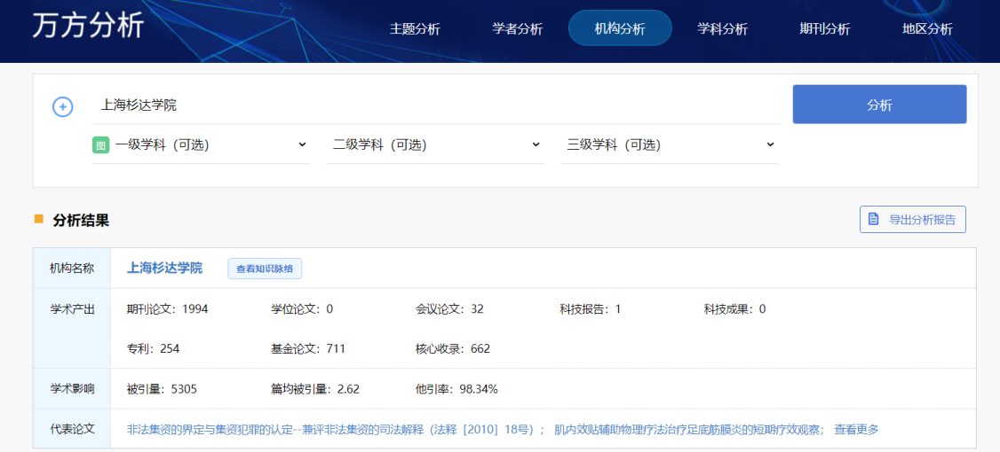 万方分析 主题分析 学者分析 机构分析 学科分析 期刊分析 地区分析
上海杉达学院 分析
图 一级学科（可选） 二级学科（可选） 三级学科（可选）
分析结果 导出分析报告
机构名称 上海杉达学院 查看知识脉络
学术产出 期刊论文：1994 学位论文：0 会议论文：32 科技报告：1 科技成果：0
专利：254 基金论文：711 核心收录：662
学术影响 被引量：5305 篇均被引量：2.62 他引率：98.34%
代表论文 非法集资的界定与集资犯罪的认定--兼评非法集资的司法解释（法释［2010］18号）； 肌内效贴辅助物理疗法治疗足底筋膜炎的短期疗效观察； 查看更多